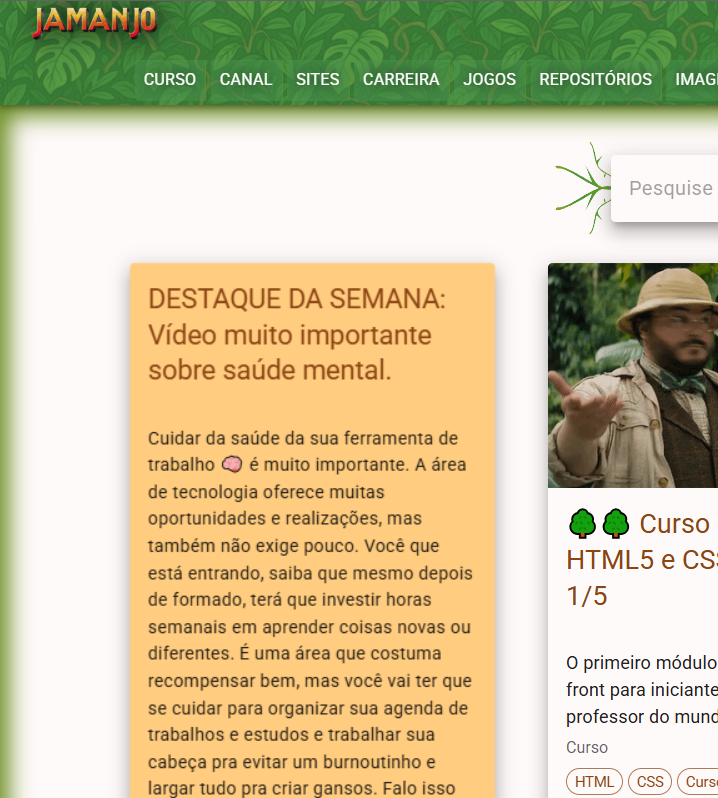 JAMANJO
CURSO CANAL SITES CARREIRA JOGOS REPOSITÓRIOS IMAG
Pesquise
DESTAQUE DA SEMANA:
Vídeo muito importante
sobre saúde mental.
Cuidar da saúde da sua ferramenta de
trabalho 🧠 é muito importante. A área
de tecnologia oferece muitas
oportunidades e realizações, mas
também não exige pouco. Você que
está entrando, saiba que mesmo depois
de formado, terá que investir horas
semanais em aprender coisas novas ou
diferentes. É uma área que costuma
recompensar bem, mas você vai ter que
se cuidar para organizar sua agenda de
trabalhos e estudos e trabalhar sua
cabeça pra evitar um burnoutinho e
largar tudo pra criar gansos. Falo isso
🌳🌳 Curso
HTML5 e CSS
1/5
O primeiro módulo
front para iniciante
professor do mund
Curso
HTML CSS Curso